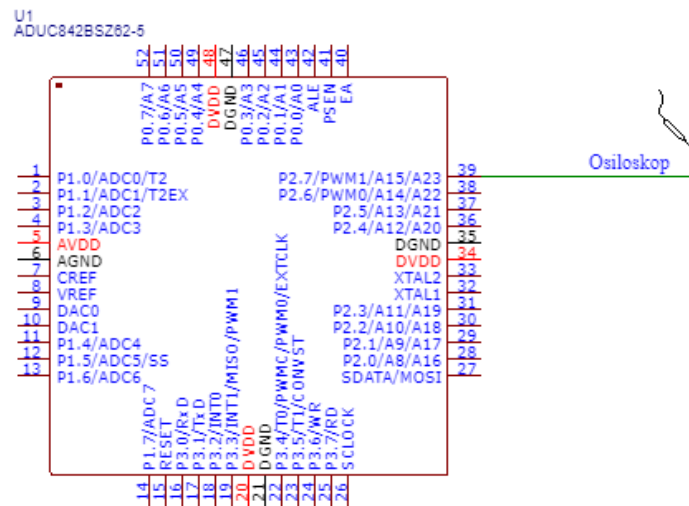 U1
ADUC842BSZ62-5
52 51 50 49 48 47 46 45 44 43 42 41 40
P0.7/A7
P0.6/A6
P0.5/A5
P0.4/A4
DVDD
DGND
P0.3/A3
P0.2/A2
P0.1/A1
P0.0/A0
ALE
PSEN
EA
1 P1.0/ADC0/T2
2 P1.1/ADC1/T2EX
3 P1.2/ADC2
4 P1.3/ADC3
5 AVDD
6 AGND
7 CREF
8 VREF
9 DAC0
10 DAC1
11 P1.4/ADC4
12 P1.5/ADC5/SS
13 P1.6/ADC6
P2.7/PWM1/A15/A23 39
P2.6/PWM0/A14/A22 38
P2.5/A13/A21 37
P2.4/A12/A20 36
DGND 35
DVDD 34
XTAL2 33
XTAL1 32
P2.3/A11/A19 31
P2.2/A10/A18 30
P2.1/A9/A17 29
P2.0/A8/A16 28
SDATA/MOSI 27
Osiloskop
P1.7/ADC7
RESET
P3.0/RxD
P3.1/TxD
P3.2/INT0
P3.3/INT1/MISO/PWM1
DVDD
DGND
P3.4/T0/PWMC/PWM0/EXTCLK
P3.5/T1/CONVST
P3.6/WR
P3.7/RD
SCLOCK
14 15 16 17 18 19 20 21 22 23 24 25 26